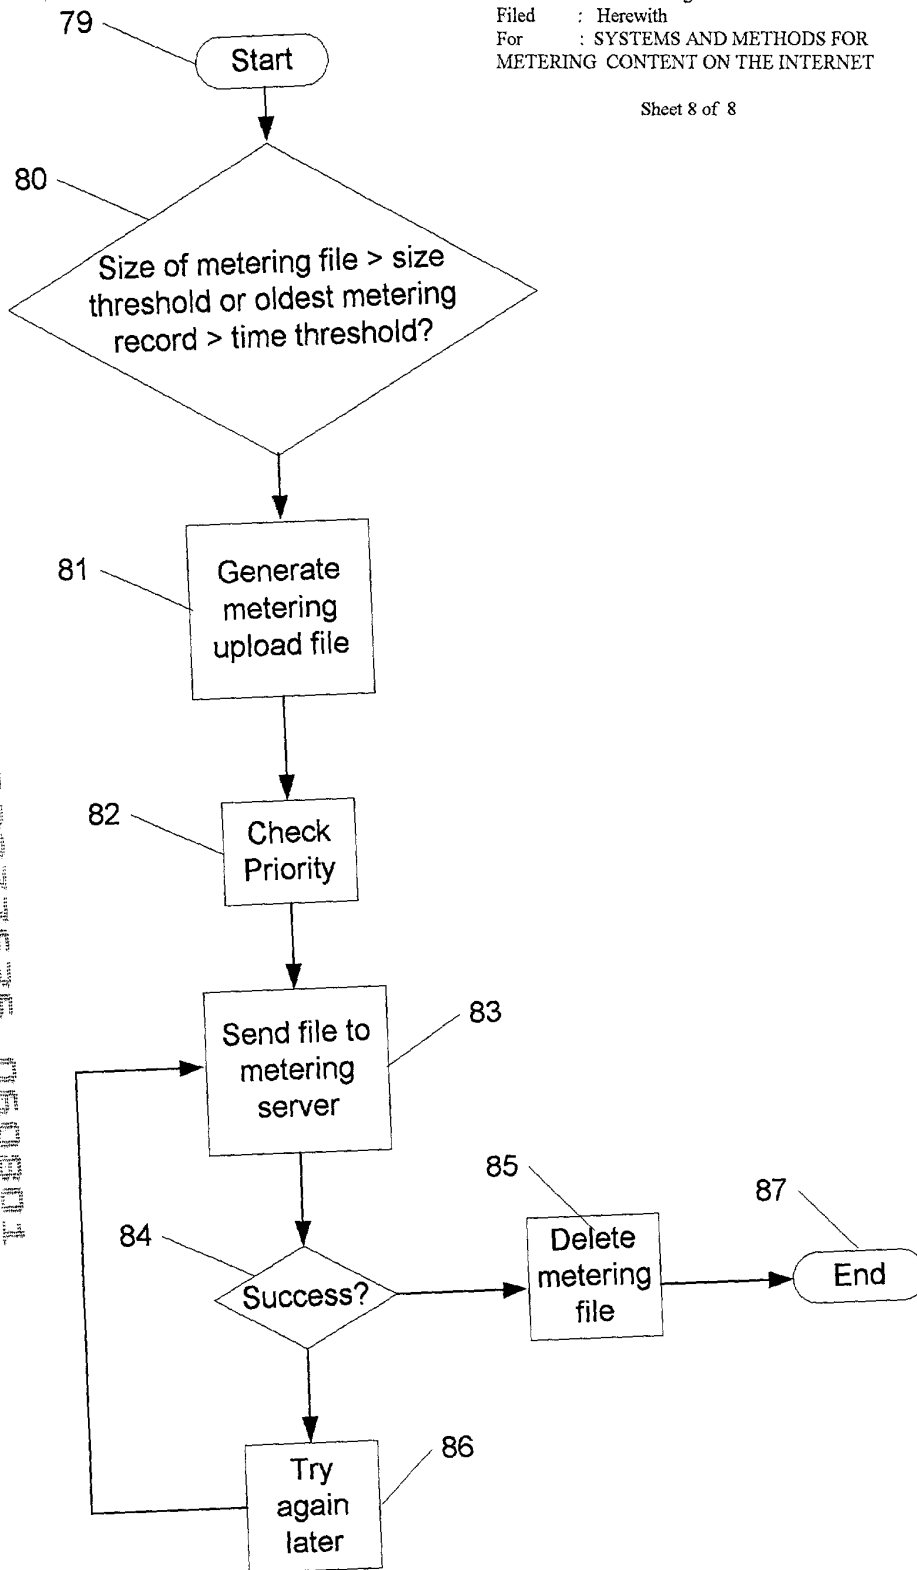 Filed : Herewith
For : SYSTEMS AND METHODS FOR
METERING CONTENT ON THE INTERNET
Sheet 8 of 8
79
Start
80
Size of metering file > size
threshold or oldest metering
record > time threshold?
81
Generate
metering
upload file
82
Check
Priority
83
Send file to
metering
server
84
Success?
85
Delete
metering
file
87
End
86
Try
again
later